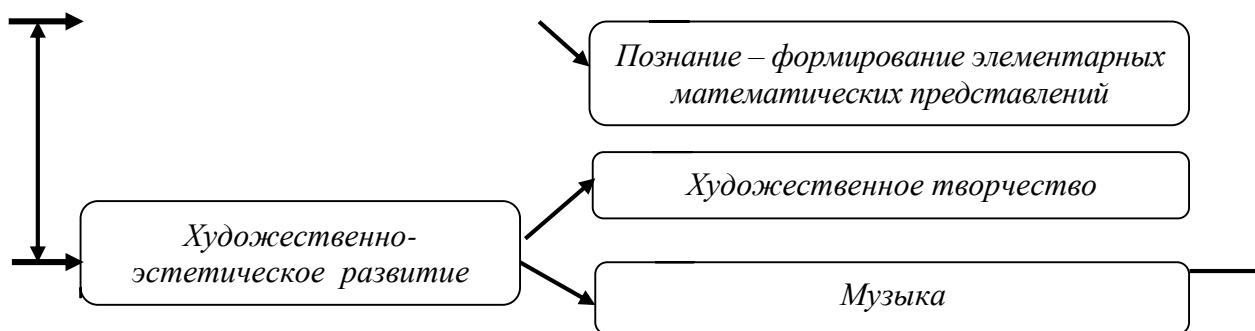 Познание – формирование элементарных
математических представлений
Художественное творчество
Художественно-
эстетическое развитие
Музыка